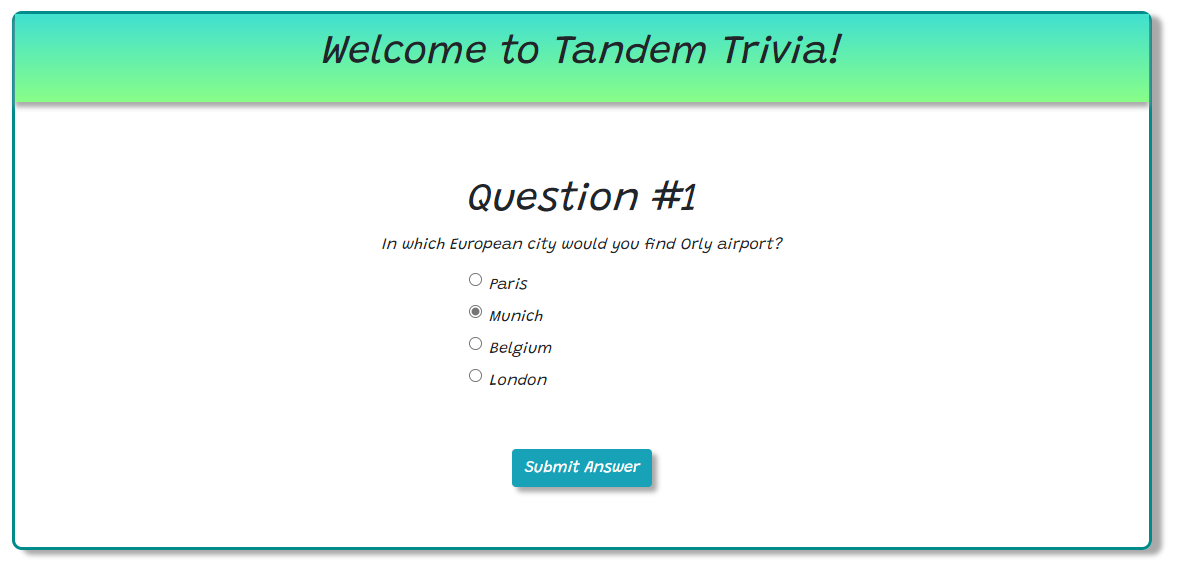 Welcome to Tandem Trivia!
Question #1
In which European city would you find Orly airport?
Paris
Munich
Belgium
London
Submit Answer